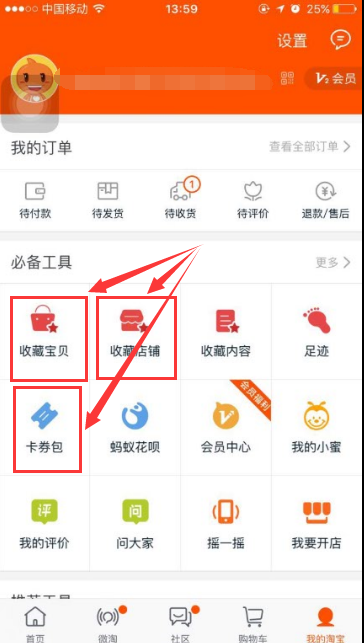 中国移动 13:59 25%
设置
V2 会员
我的订单 查看全部订单
1
待付款 待发货 待收货 待评价 退款/售后
必备工具 更多
收藏宝贝 收藏店铺 收藏内容 足迹
会员福利
卡券包 蚂蚁花呗 会员中心 我的小蜜
评 问
我的评价 问大家 摇一摇 我要开店
推荐工具
首页 微淘 社区 购物车 我的淘宝